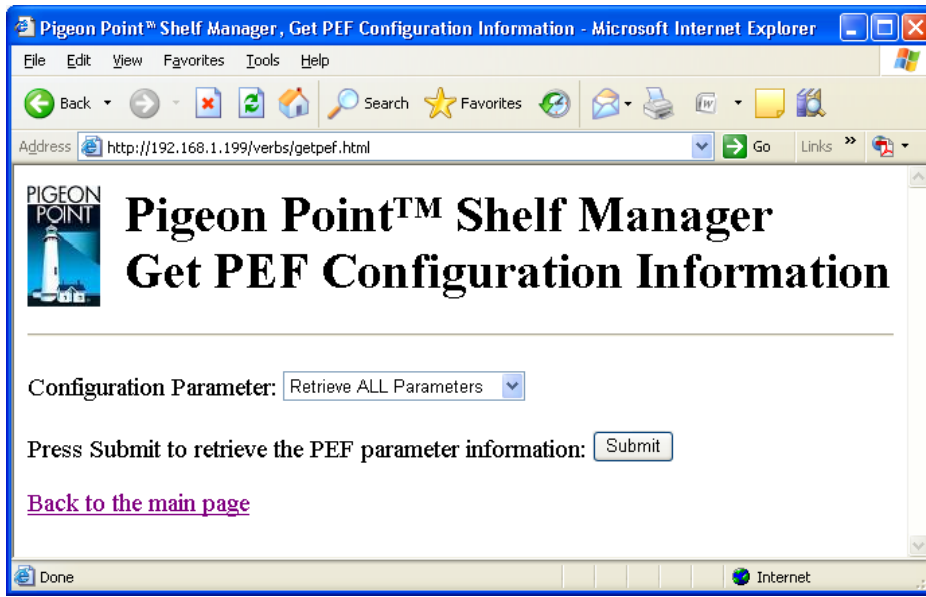 Pigeon Point™ Shelf Manager, Get PEF Configuration Information - Microsoft Internet Explorer
File Edit View Favorites Tools Help
Back Search Favorites
Address http://192.168.1.199/verbs/getpef.html Go Links »
PIGEON
POINT
Pigeon Point™ Shelf Manager
Get PEF Configuration Information
Configuration Parameter: Retrieve ALL Parameters
Press Submit to retrieve the PEF parameter information: Submit
Back to the main page
Done Internet